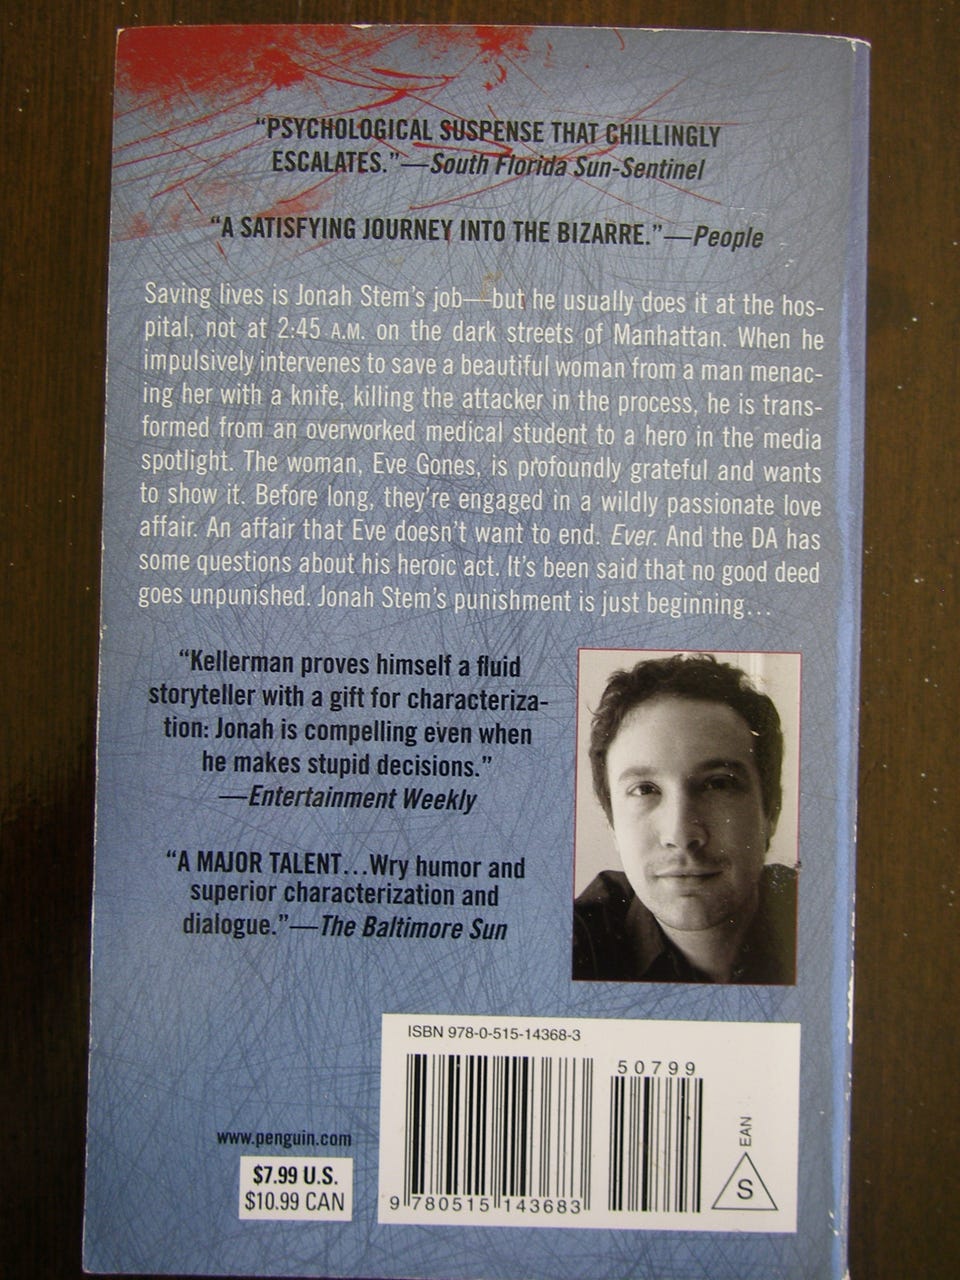 “PSYCHOLOGICAL SUSPENSE THAT CHILLINGLY
ESCALATES.”—South Florida Sun-Sentinel
“A SATISFYING JOURNEY INTO THE BIZARRE.”—People
Saving lives is Jonah Stem’s job—but he usually does it at the hos-
pital, not at 2:45 A.M. on the dark streets of Manhattan. When he
impulsively intervenes to save a beautiful woman from a man menac-
ing her with a knife, killing the attacker in the process, he is trans-
formed from an overworked medical student to a hero in the media
spotlight. The woman, Eve Gones, is profoundly grateful and wants
to show it. Before long, they’re engaged in a wildly passionate love
affair. An affair that Eve doesn’t want to end. Ever. And the DA has
some questions about his heroic act. It’s been said that no good deed
goes unpunished. Jonah Stem’s punishment is just beginning…
“Kellerman proves himself a fluid
storyteller with a gift for characteriza-
tion: Jonah is compelling even when
he makes stupid decisions.”
—Entertainment Weekly
“A MAJOR TALENT…Wry humor and
superior characterization and
dialogue.”—The Baltimore Sun
ISBN 978-0-515-14368-3
50799
9 780515 143683
EAN
S
www.penguin.com
$7.99 U.S.
$10.99 CAN